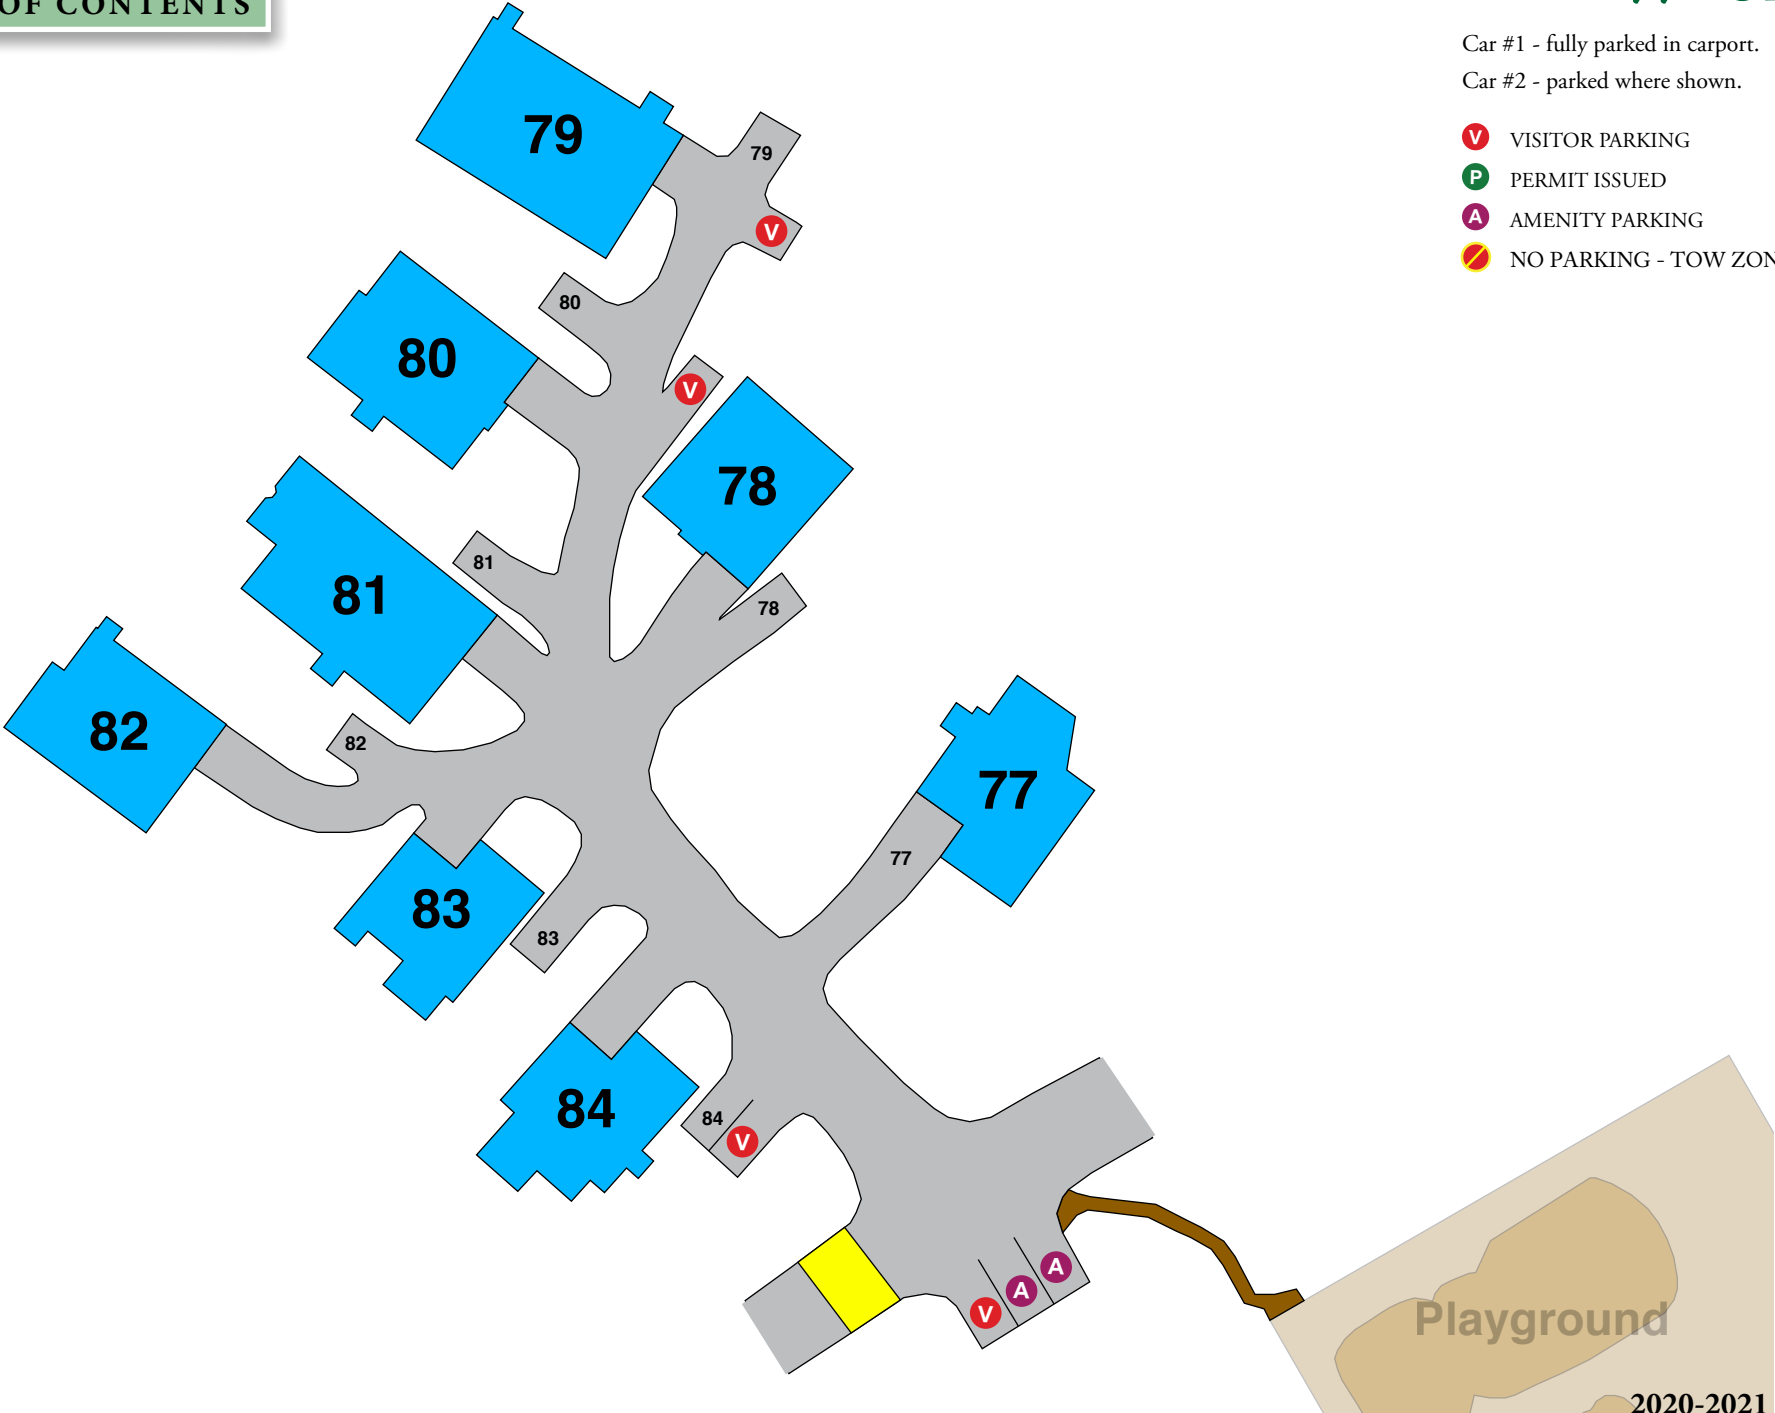 OF CONTENTS
Car #1 - fully parked in carport.
Car #2 - parked where shown.
V VISITOR PARKING
P PERMIT ISSUED
A AMENITY PARKING
NO PARKING - TOW ZON
79
79
V
80
80
V
78
81
81
78
82
82
77
77
83
83
84
84
V
A
A
V
Playground
2020-2021